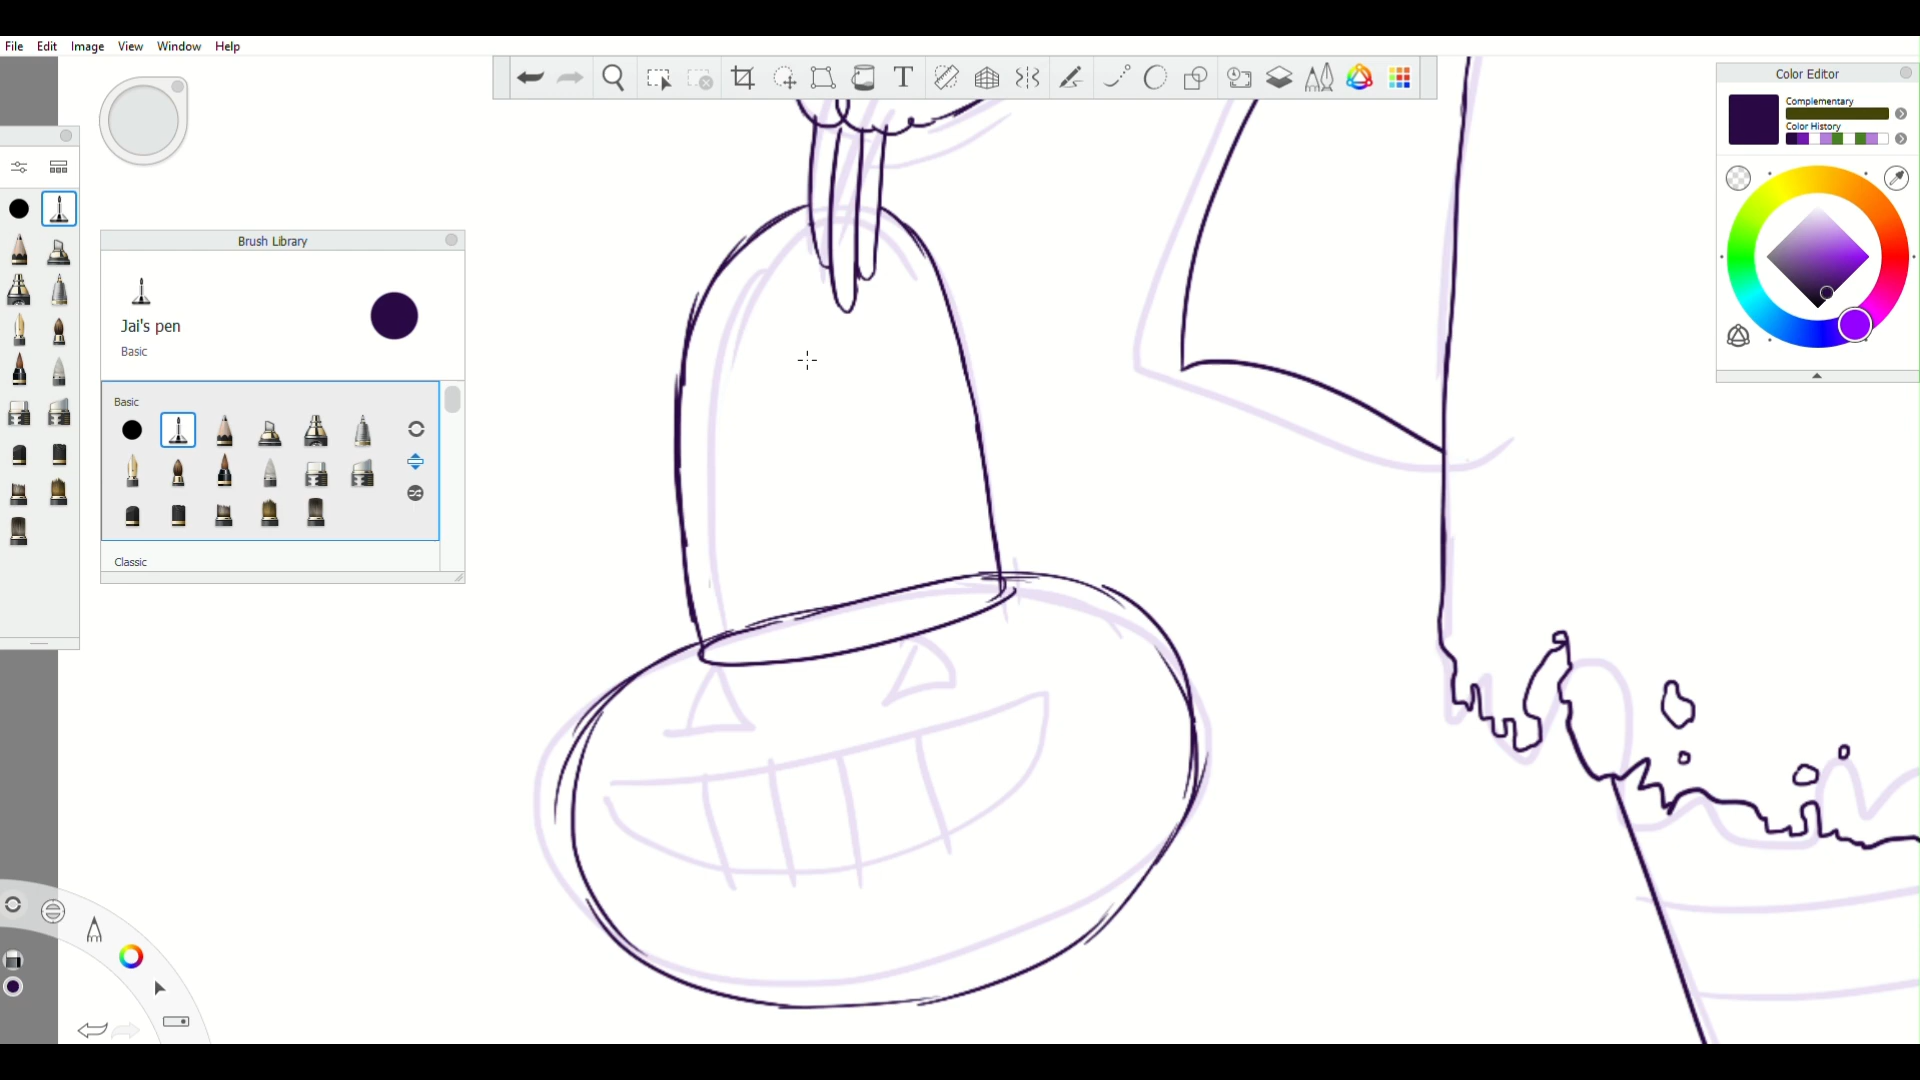 File Edit Image View Window Help
T
Color Editor
Complementary
Color History
Brush Library
Jai's pen
Basic
Basic
Classic